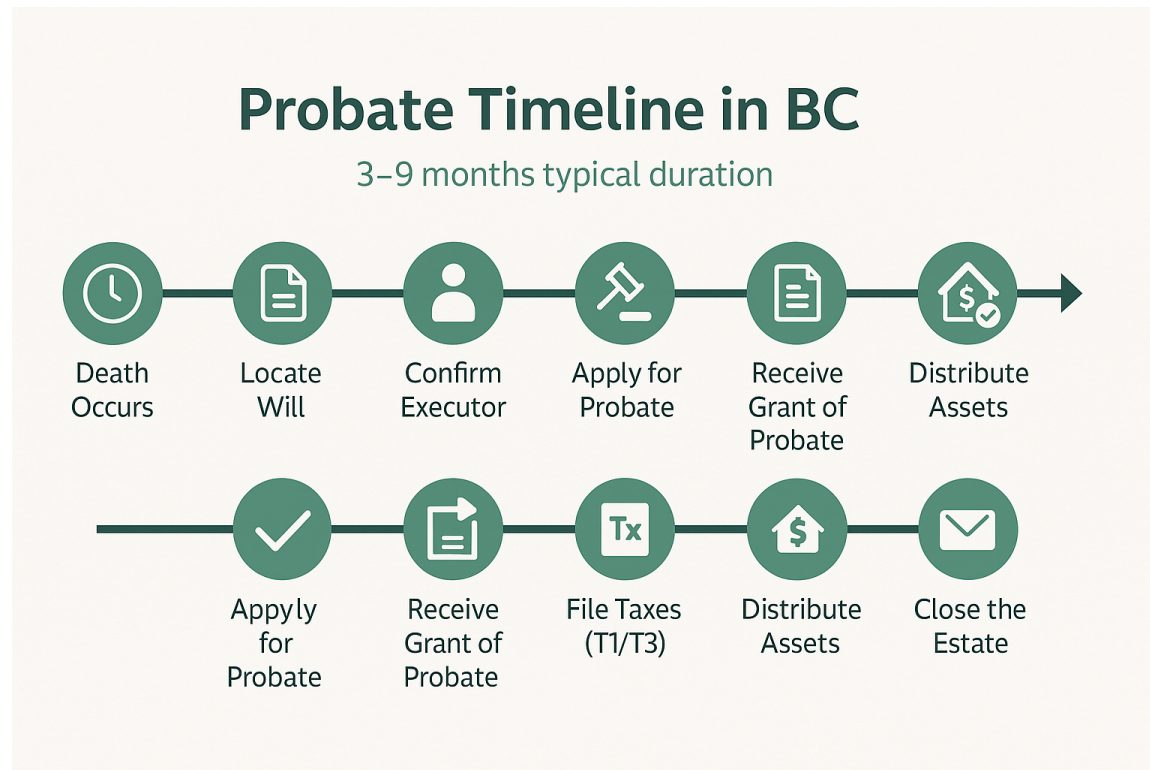 Probate Timeline in BC
3–9 months typical duration
Death
Occurs
Locate
Will
Confirm
Executor
Apply for
Probate
Receive
Grant of
Probate
$
Distribute
Assets
Appyly
for
Probate
Receive
Grant of
Probate
Tx
File Taxes
(T1/T3)
$
Distribute
Assets
Close the
Estate